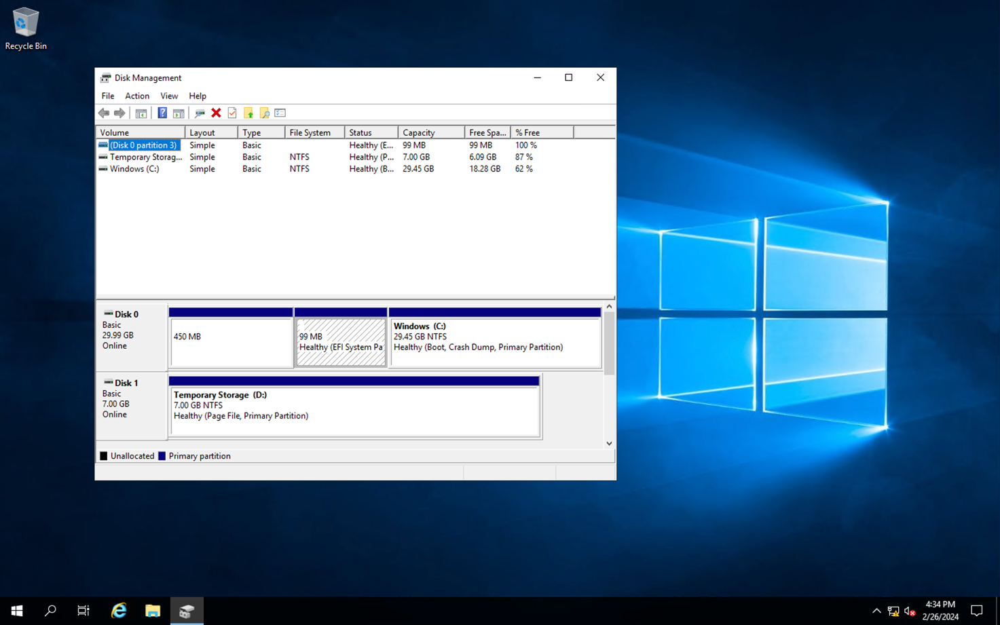 Recycle Bin
Disk Management
File Action View Help
Volume Layout Type File System Status Capacity Free Spa... % Free
(Disk 0 partition 3) Simple Basic Healthy (E... 99 MB 99 MB 100 %
Temporary Storag... Simple Basic NTFS Healthy (P... 7.00 GB 6.09 GB 87 %
Windows (C:) Simple Basic NTFS Healthy (B... 29.45 GB 18.28 GB 62 %
Disk 0
Basic
29.99 GB
Online
450 MB
99 MB
Healthy (EFI System Pa
Windows (C:)
29.45 GB NTFS
Healthy (Boot, Crash Dump, Primary Partition)
Disk 1
Basic
7.00 GB
Online
Temporary Storage (D:)
7.00 GB NTFS
Healthy (Page File, Primary Partition)
Unallocated Primary partition
4:34 PM
2/26/2024